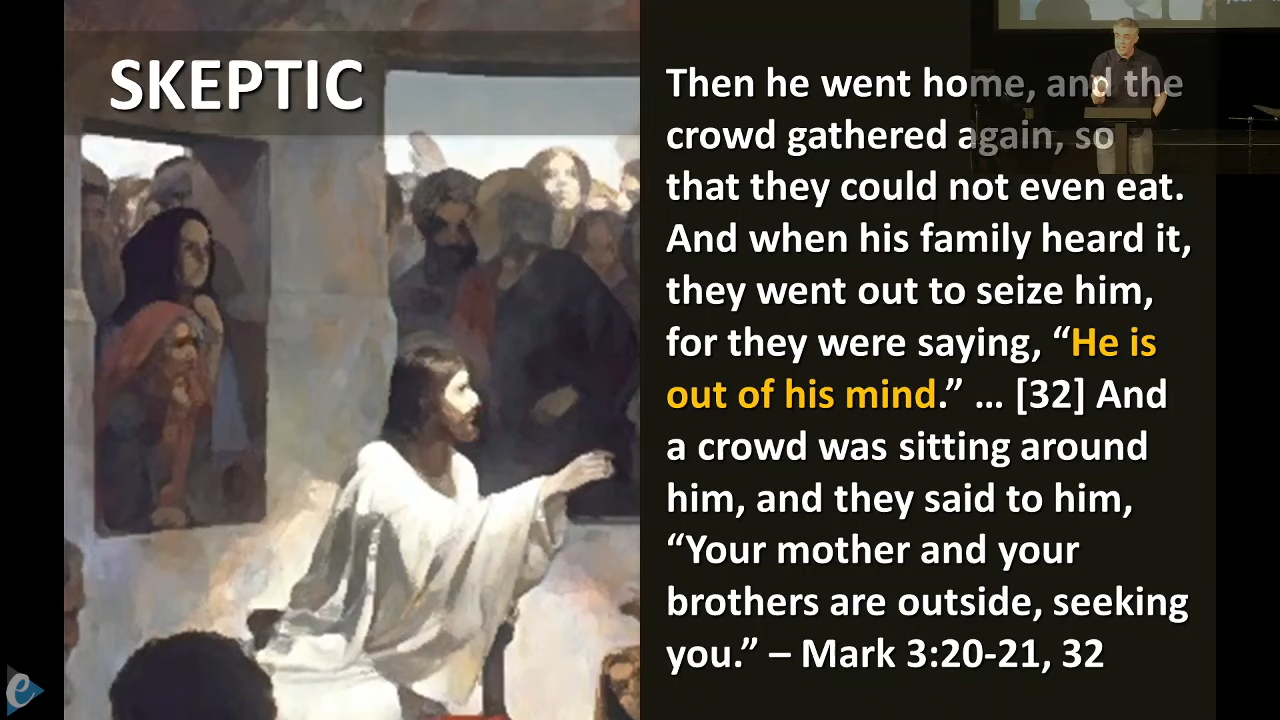 SKEPTIC
Then he went home, and the
crowd gathered again, so
that they could not even eat.
And when his family heard it,
they went out to seize him,
for they were saying, “He is
out of his mind.” ... [32] And
a crowd was sitting around
him, and they said to him,
“Your mother and your
brothers are outside, seeking
you.” – Mark 3:20-21, 32
e